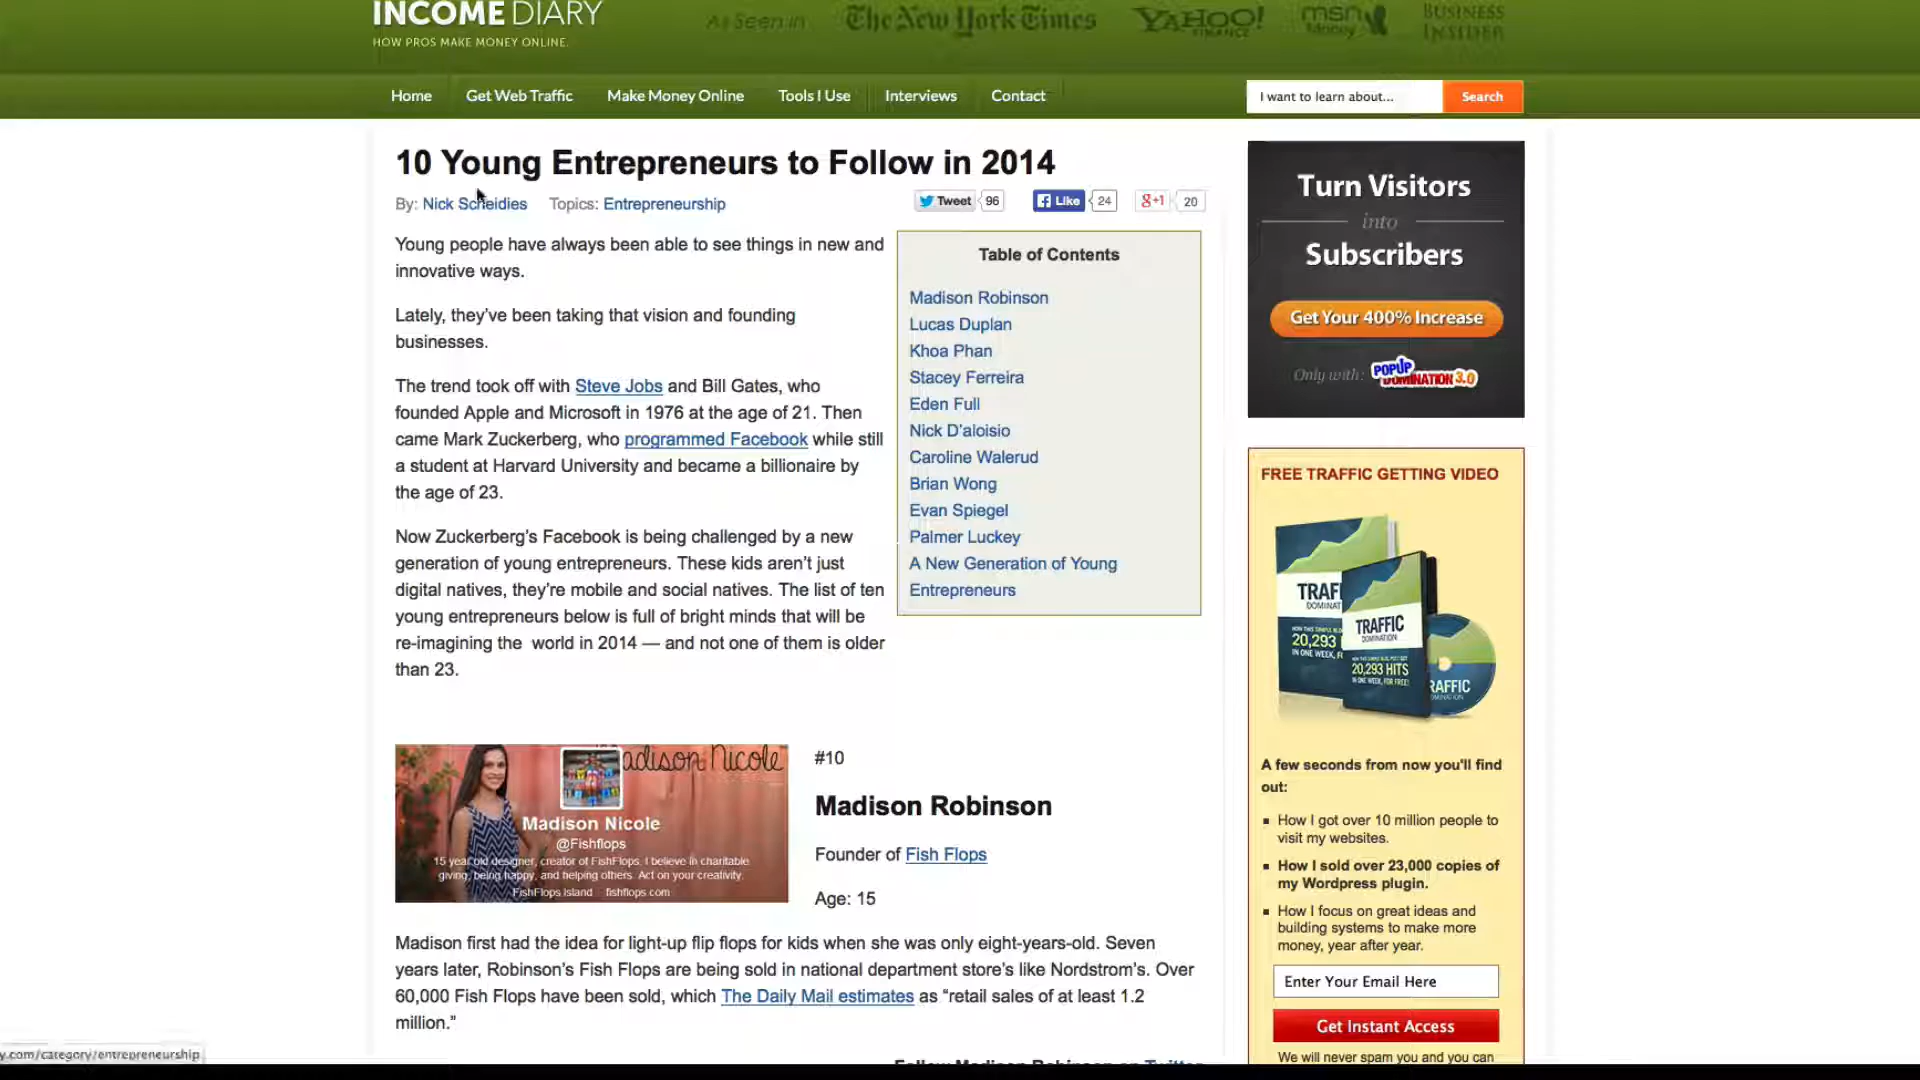 INCOME DIARY
HOW PROS MAKE MONEY ONLINE.
As Seen in
The New York Times
YAHOO!
FINANCE
msn
Money
BUSINESS
INSIDER
Home
Get Web Traffic
Make Money Online
Tools I Use
Interviews
Contact
I want to learn about...
Search
10 Young Entrepreneurs to Follow in 2014
By: Nick Scheidies Topics: Entrepreneurship
Tweet 96
Like 24
g+1 20
Young people have always been able to see things in new and
innovative ways.
Lately, they've been taking that vision and founding
businesses.
The trend took off with Steve Jobs and Bill Gates, who
founded Apple and Microsoft in 1976 at the age of 21. Then
came Mark Zuckerberg, who programmed Facebook while still
a student at Harvard University and became a billionaire by
the age of 23.
Now Zuckerberg's Facebook is being challenged by a new
generation of young entrepreneurs. These kids aren't just
digital natives, they're mobile and social natives. The list of ten
young entrepreneurs below is full of bright minds that will be
re-imagining the world in 2014 — and not one of them is older
than 23.
Table of Contents
Madison Robinson
Lucas Duplan
Khoa Phan
Stacey Ferreira
Eden Full
Nick D'aloisio
Caroline Walerud
Brian Wong
Evan Spiegel
Palmer Luckey
A New Generation of Young
Entrepreneurs
Madison Nicole
@Fishflops
15 year old designer, creator of FishFlops. I believe in charitable
giving, being happy, and helping others. Act on your creativity.
FishFlops Island fishflops.com
#10
Madison Robinson
Founder of Fish Flops
Age: 15
Madison first had the idea for light-up flip flops for kids when she was only eight-years-old. Seven
years later, Robinson's Fish Flops are being sold in national department store's like Nordstrom's. Over
60,000 Fish Flops have been sold, which The Daily Mail estimates as “retail sales of at least 1.2
million.”
Follow Madison Robinson on Twitter
y.com/category/entrepreneurship
Turn Visitors
into
Subscribers
Get Your 400% Increase
Only with: POPUP
DOMINATION 3.0
FREE TRAFFIC GETTING VIDEO
TRAFFIC
DOMINATION
20,293 HITS
IN ONE WEEK, FOR FREE!
A few seconds from now you'll find
out:
How I got over 10 million people to
visit my websites.
How I sold over 23,000 copies of
my Wordpress plugin.
How I focus on great ideas and
building systems to make more
money, year after year.
Enter Your Email Here
Get Instant Access
We will never spam you and you can